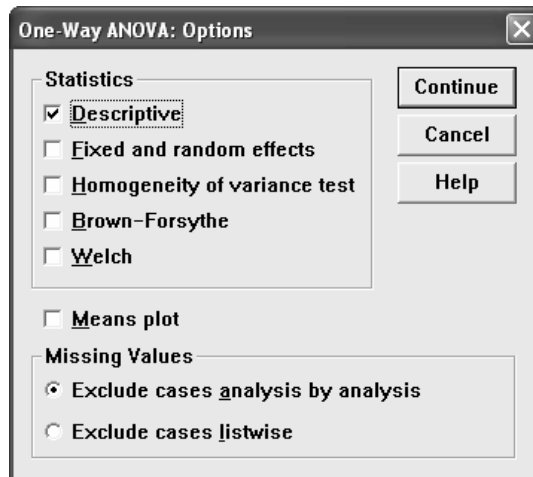 One-Way ANOVA: Options
Statistics
Descriptive
Fixed and random effects
Homogeneity of variance test
Brown-Forsythe
Welch
Means plot
Missing Values
Exclude cases analysis by analysis
Exclude cases listwise
Continue
Cancel
Help